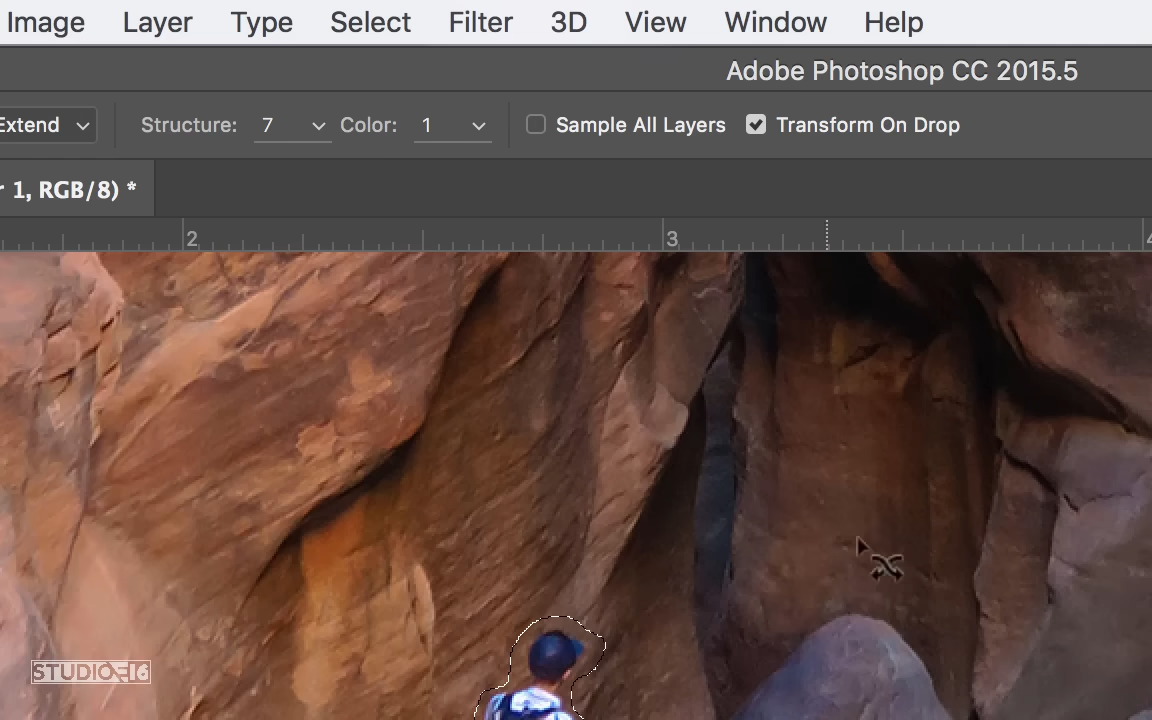 Image Layer Type Select Filter 3D View Window Help
Adobe Photoshop CC 2015.5
Extend Structure: 7 Color: 1 Sample All Layers Transform On Drop
r 1, RGB/8) *
2 3 4
STUDIO 16